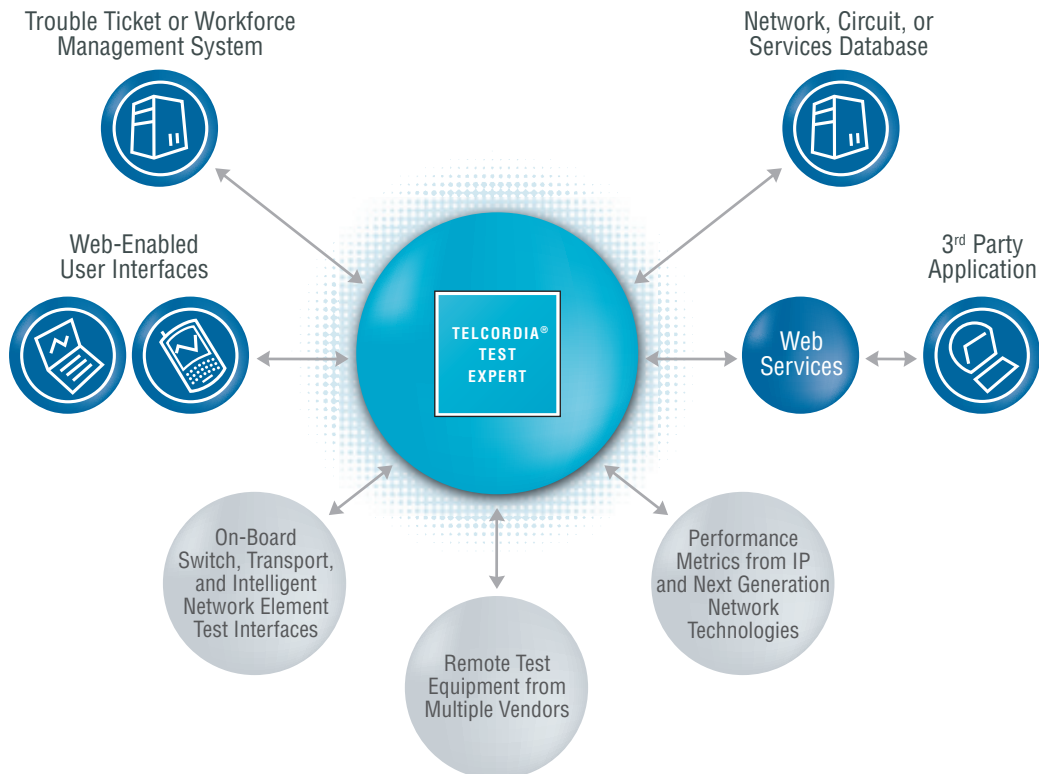 Trouble Ticket or Workforce
Management System
Network, Circuit, or
Services Database
Web-Enabled
User Interfaces
3rd Party
Application
TELCORDIA®
TEST
EXPERT
Web
Services
On-Board
Switch, Transport,
and Intelligent
Network Element
Test Interfaces
Remote Test
Equipment from
Multiple Vendors
Performance
Metrics from IP
and Next Generation
Network
Technologies